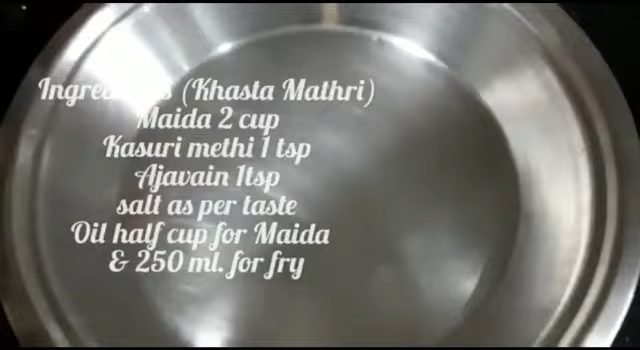 (Khasta Mathri)
Maida 2 cup
Kasuri methi 1 tsp
Ajavain 1tsp
salt as per taste
Oil half cup for Maida
& 250 ml. for fry